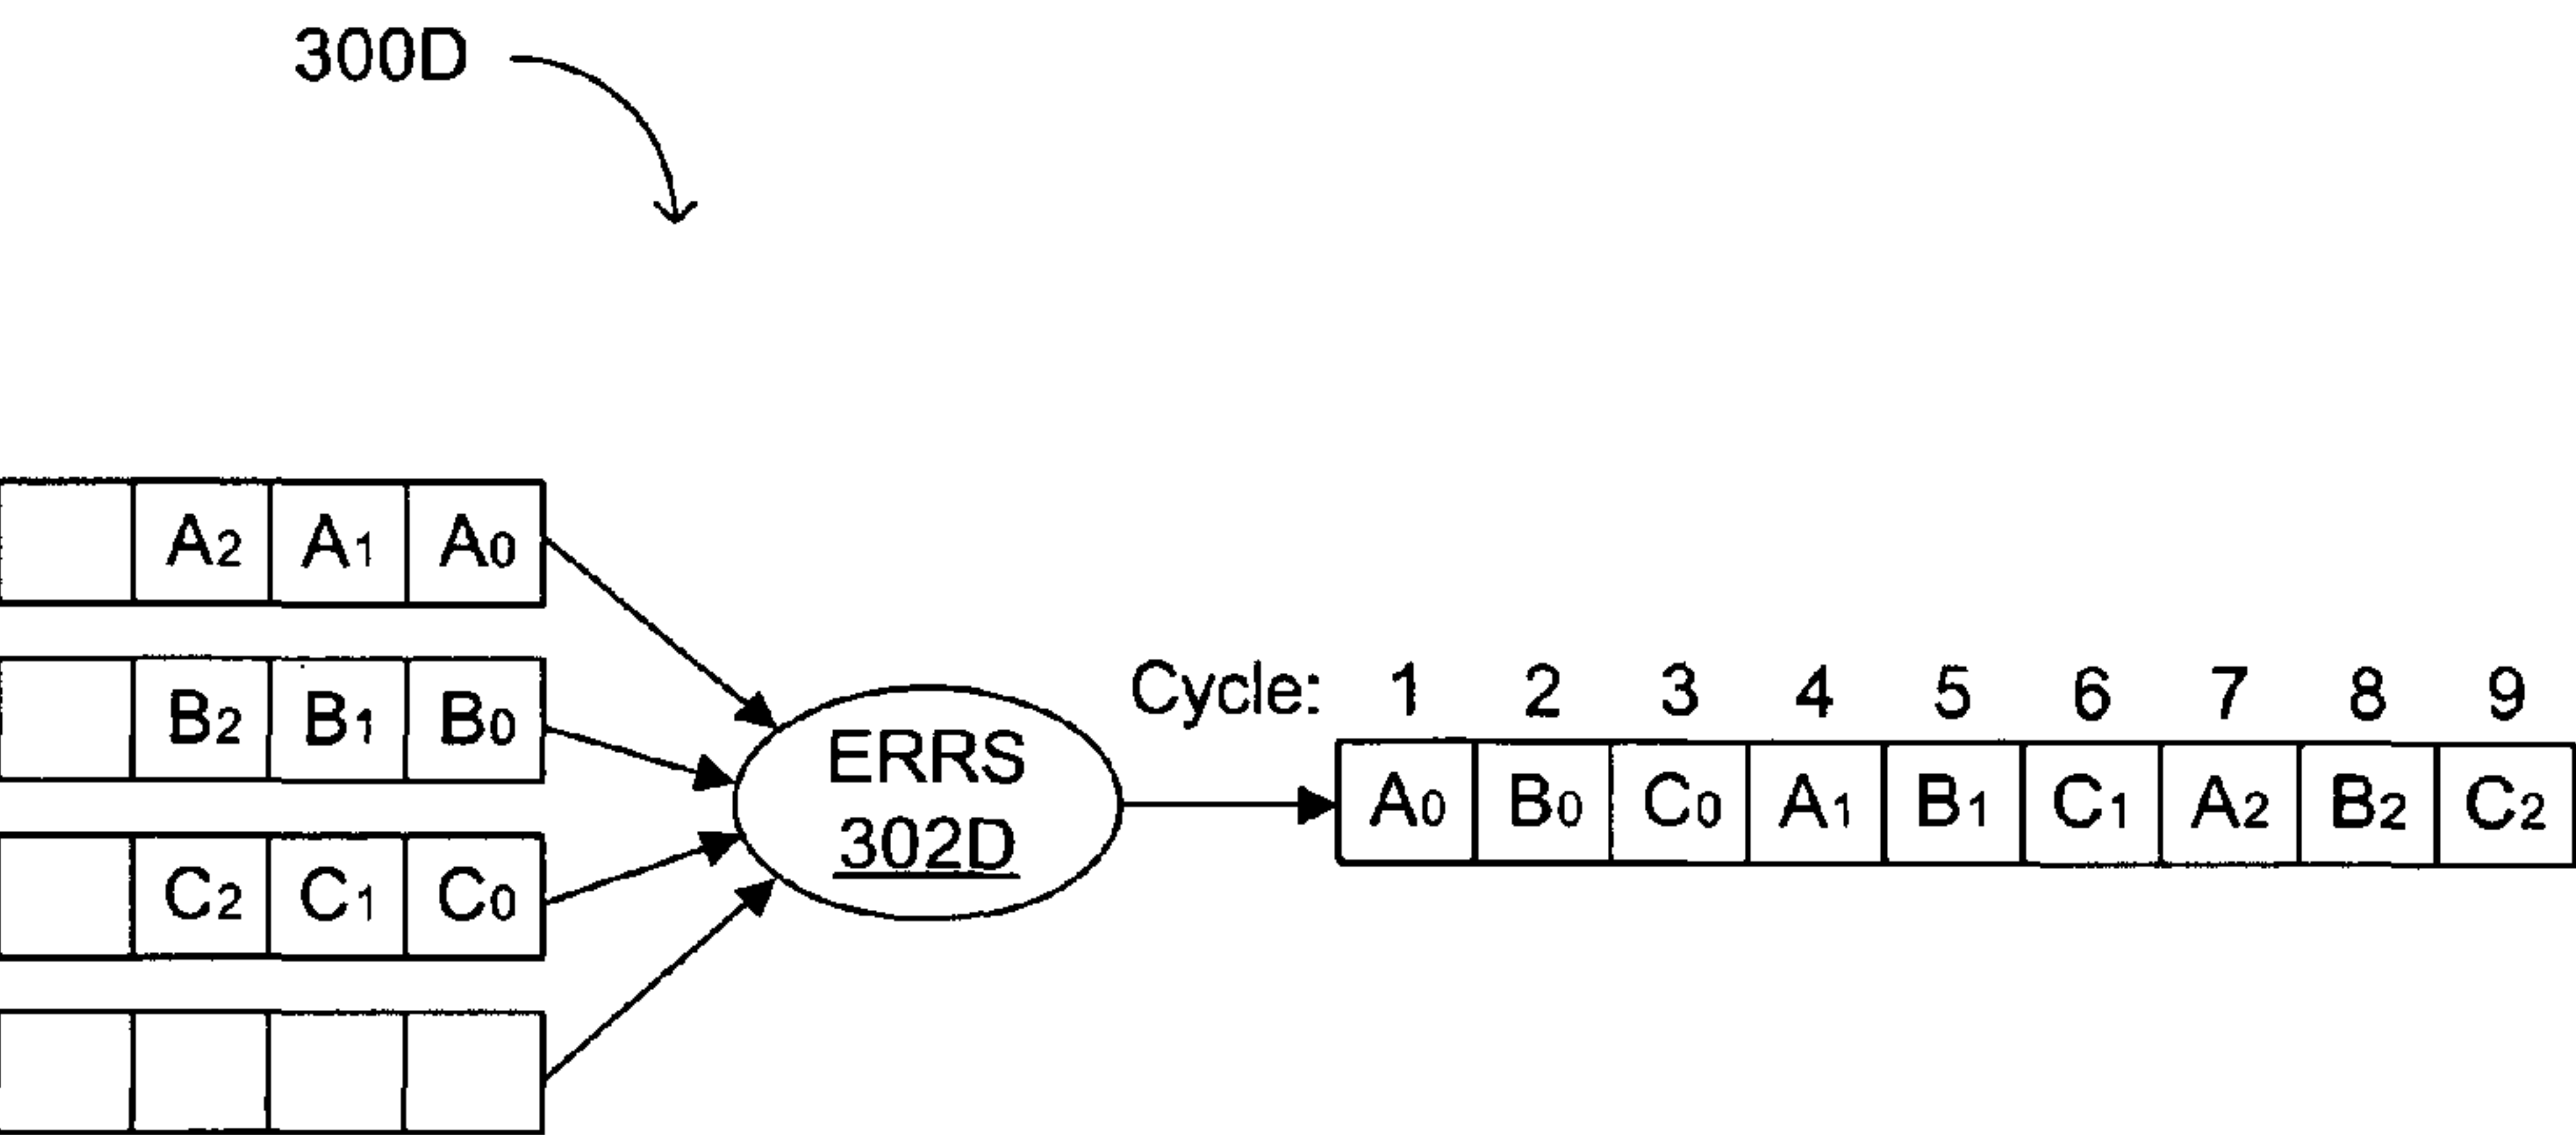 300D
A2 A1 A0
B2 B1 B0
C2 C1 C0
ERRS
302D
Cycle: 1 2 3 4 5 6 7 8 9
A0 B0 C0 A1 B1 C1 A2 B2 C2